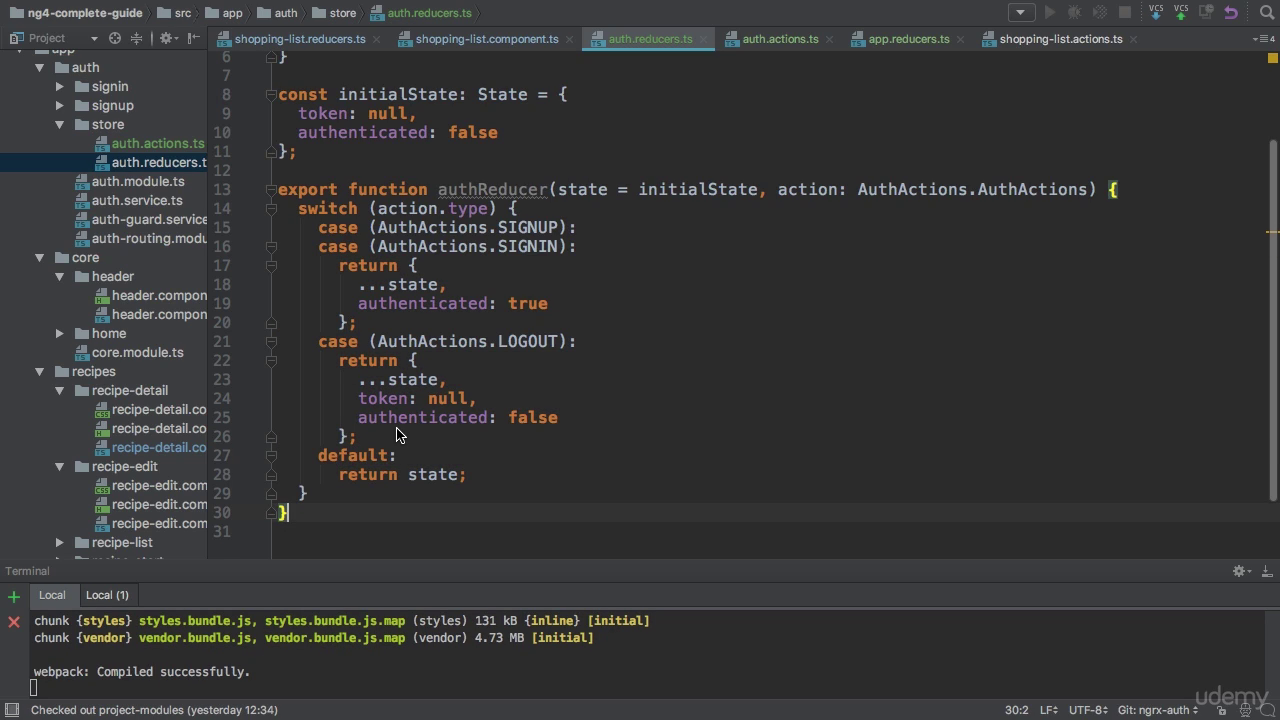 ng4-complete-guide src app auth store auth.reducers.ts
Project
shopping-list.reducers.ts shopping-list.component.ts auth.reducers.ts auth.actions.ts app.reducers.ts shopping-list.actions.ts
app
auth
signin
signup
store
auth.actions.ts
auth.reducers.t
auth.module.ts
auth.service.ts
auth-guard.service
auth-routing.modu
core
header
header.compon
header.compon
home
core.module.ts
recipes
recipe-detail
recipe-detail.co
recipe-detail.co
recipe-detail.co
recipe-edit
recipe-edit.com
recipe-edit.com
recipe-edit.com
recipe-list
6 }
7
8 const initialState: State = {
9 token: null,
10 authenticated: false
11 };
12
13 export function authReducer(state = initialState, action: AuthActions.AuthActions) {
14 switch (action.type) {
15 case (AuthActions.SIGNUP):
16 case (AuthActions.SIGNIN):
17 return {
18 ...state,
19 authenticated: true
20 };
21 case (AuthActions.LOGOUT):
22 return {
23 ...state,
24 token: null,
25 authenticated: false
26 };
27 default:
28 return state;
29 }
30 }
31
Terminal
Local Local (1)
chunk {styles} styles.bundle.js, styles.bundle.js.map (styles) 131 kB {inline} [initial]
chunk {vendor} vendor.bundle.js, vendor.bundle.js.map (vendor) 4.73 MB [initial]
webpack: Compiled successfully.
udemy
Checked out project-modules (yesterday 12:34) 30:2 LF UTF-8 Git: ngrx-auth